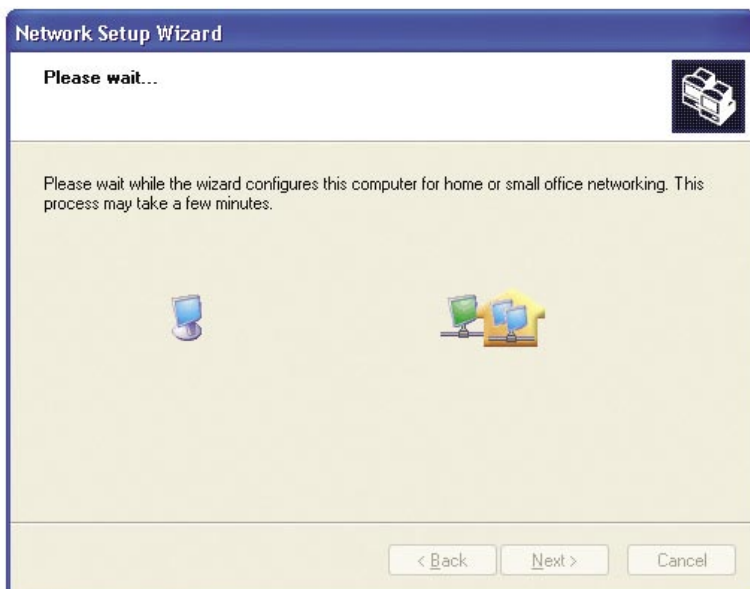 Network Setup Wizard
Please wait...
Please wait while the wizard configures this computer for home or small office networking. This
process may take a few minutes.
< Back
Next >
Cancel